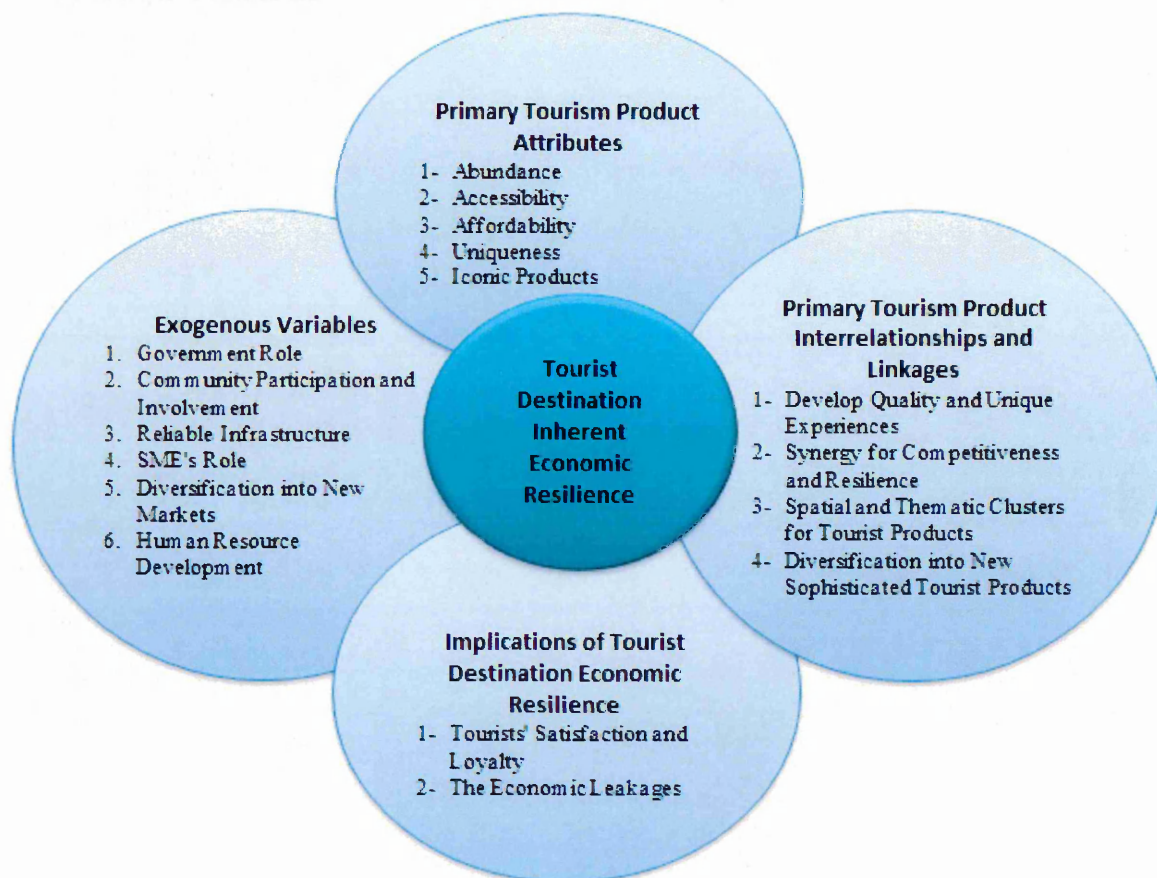 Primary Tourism Product
Attributes
1- Abundance
2- Accessibility
3- Affordability
4- Uniqueness
5- Iconic Products
Exogenous Variables
1. Government Role
2. Community Participation and
Involvement
3. Reliable Infrastructure
4. SME's Role
5. Diversification into New
Markets
6. Human Resource
Development
Tourist
Destination
Inherent
Economic
Resilience
Primary Tourism Product
Interrelationships and
Linkages
1- Develop Quality and Unique
Experiences
2- Synergy for Competitiveness
and Resilience
3- Spatial and Thematic Clusters
for Tourist Products
4- Diversification into New
Sophisticated Tourist Products
Implications of Tourist
Destination Economic
Resilience
1- Tourists' Satisfaction and
Loyalty
2- The Economic Leakages